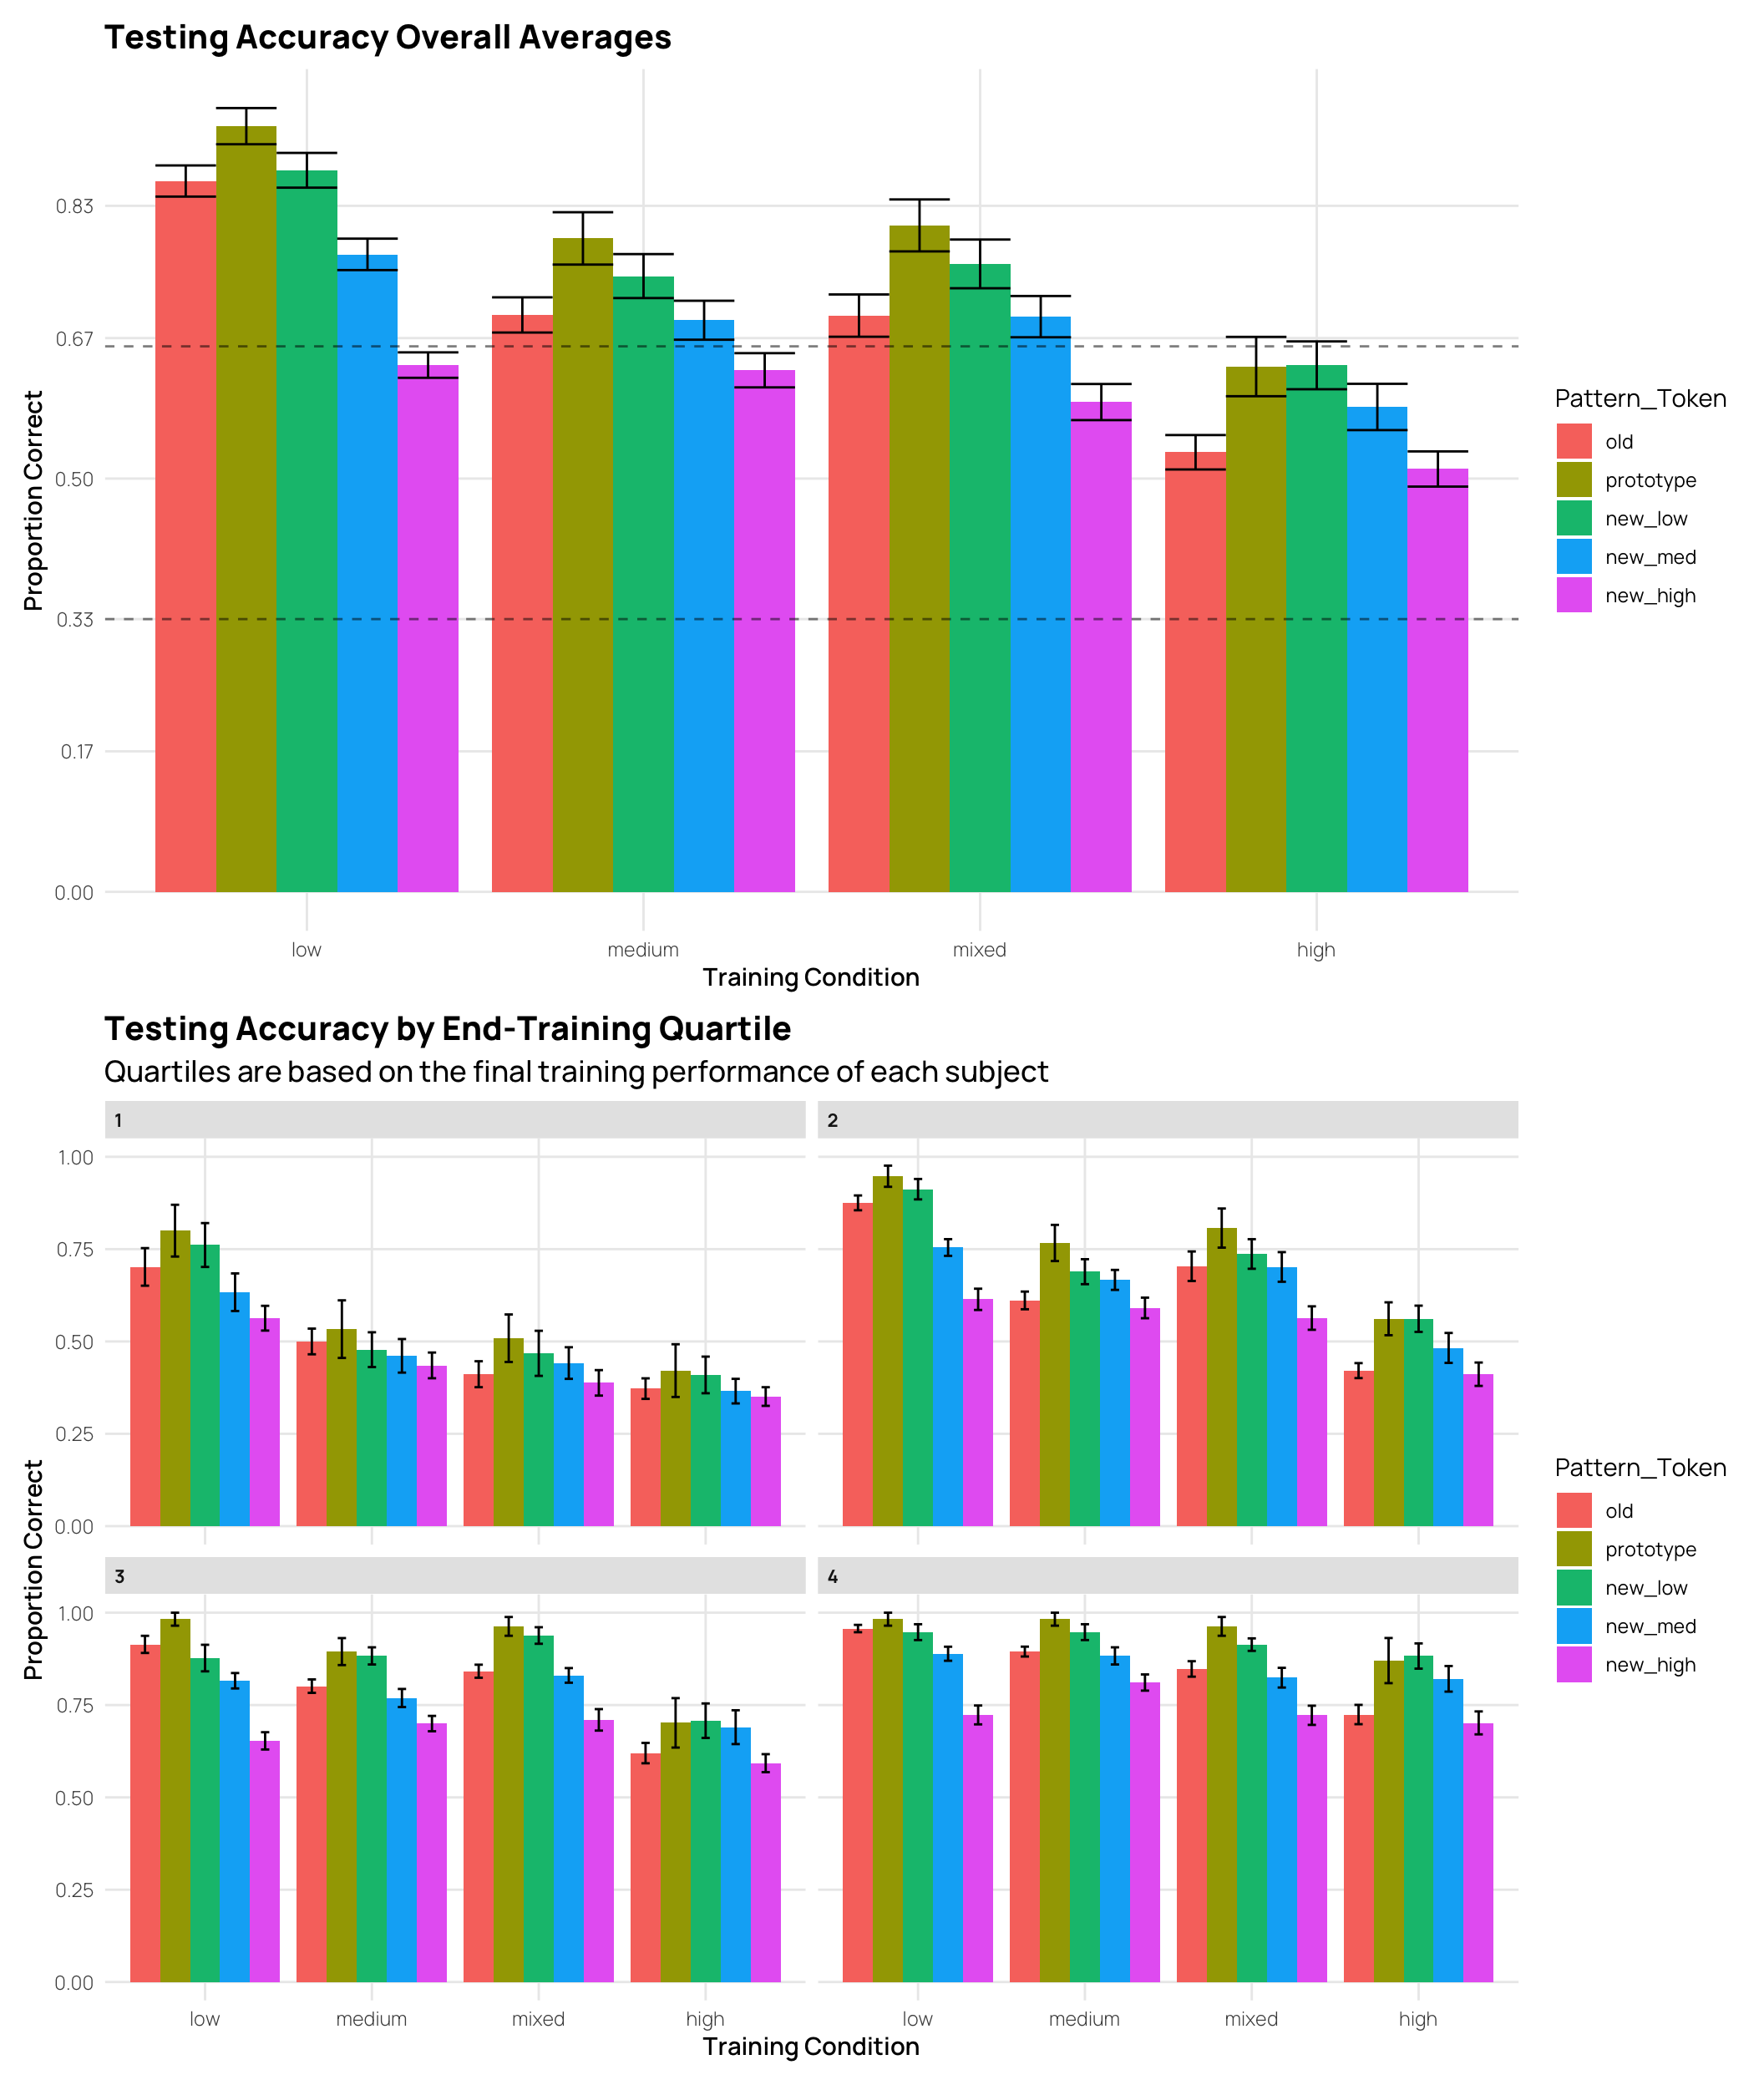 Testing Accuracy Overall Averages
Proportion Correct
0.83
0.67
0.50
0.33
0.17
0.00
low medium mixed high
Training Condition
Pattern_Token
old
prototype
new_low
new_med
new_high
Testing Accuracy by End-Training Quartile
Quartiles are based on the final training performance of each subject
Proportion Correct
1 2
1.00
0.75
0.50
0.25
0.00
3 4
1.00
0.75
0.50
0.25
0.00
low medium mixed high low medium mixed high
Training Condition
Pattern_Token
old
prototype
new_low
new_med
new_high